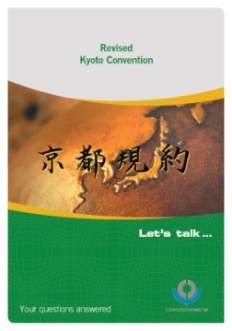 Revised
Kyoto Convention
京都規約
Let's talk...
Your questions answered